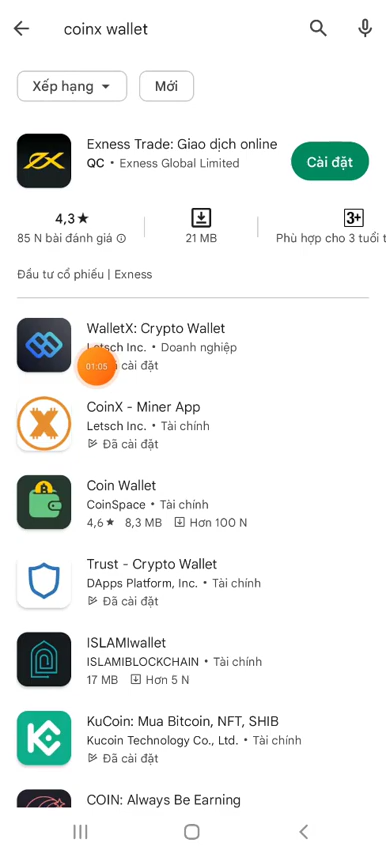 coinx wallet
Xếp hạng
Mới
Exness Trade: Giao dịch online
QC • Exness Global Limited
Cài đặt
4,3★
3+
85 N bài đánh giá
21 MB
Phù hợp cho 3 tuổi t
Đầu tư cổ phiếu | Exness
WalletX: Crypto Wallet
Letsch Inc. • Doanh nghiệp
01:05
cài đặt
CoinX - Miner App
Letsch Inc. • Tài chính
Đã cài đặt
Coin Wallet
CoinSpace • Tài chính
4,6★ 8,3 MB Hơn 100 N
Trust - Crypto Wallet
DApps Platform, Inc. • Tài chính
Đã cài đặt
ISLAMIwallet
ISLAMIBLOCKCHAIN • Tài chính
17 MB Hơn 5 N
KuCoin: Mua Bitcoin, NFT, SHIB
Kucoin Technology Co., Ltd. • Tài chính
Đã cài đặt
COIN: Always Be Earning